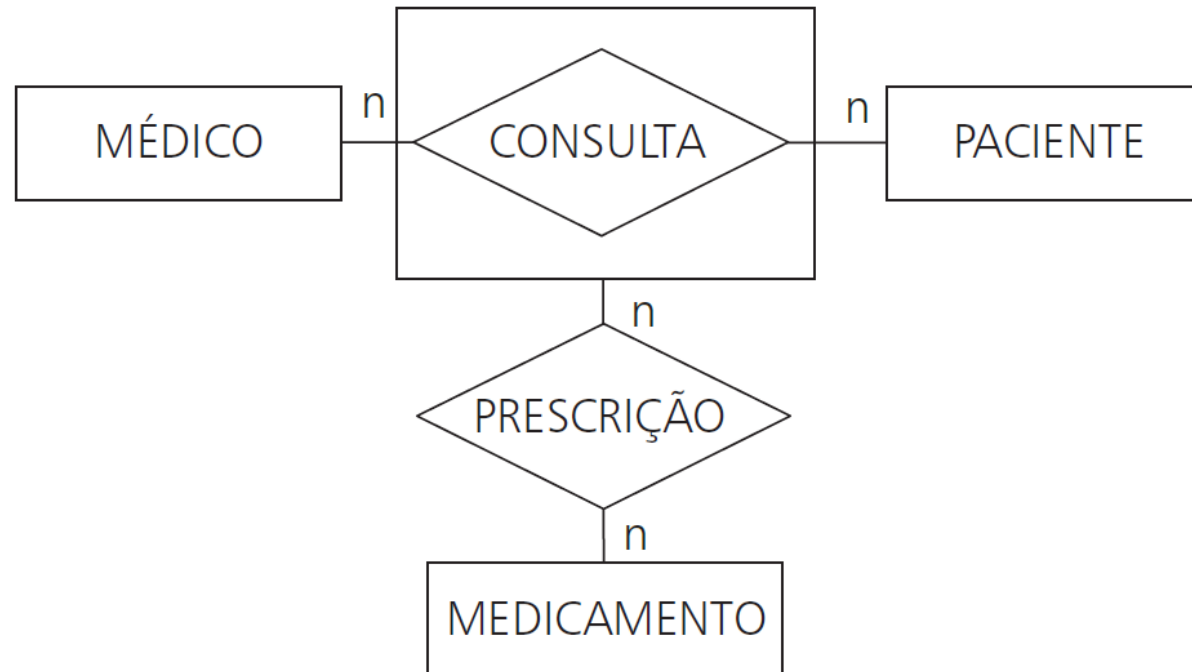 MÉDICO
n
CONSULTA
n
PACIENTE
n
PRESCRIÇÃO
n
MEDICAMENTO